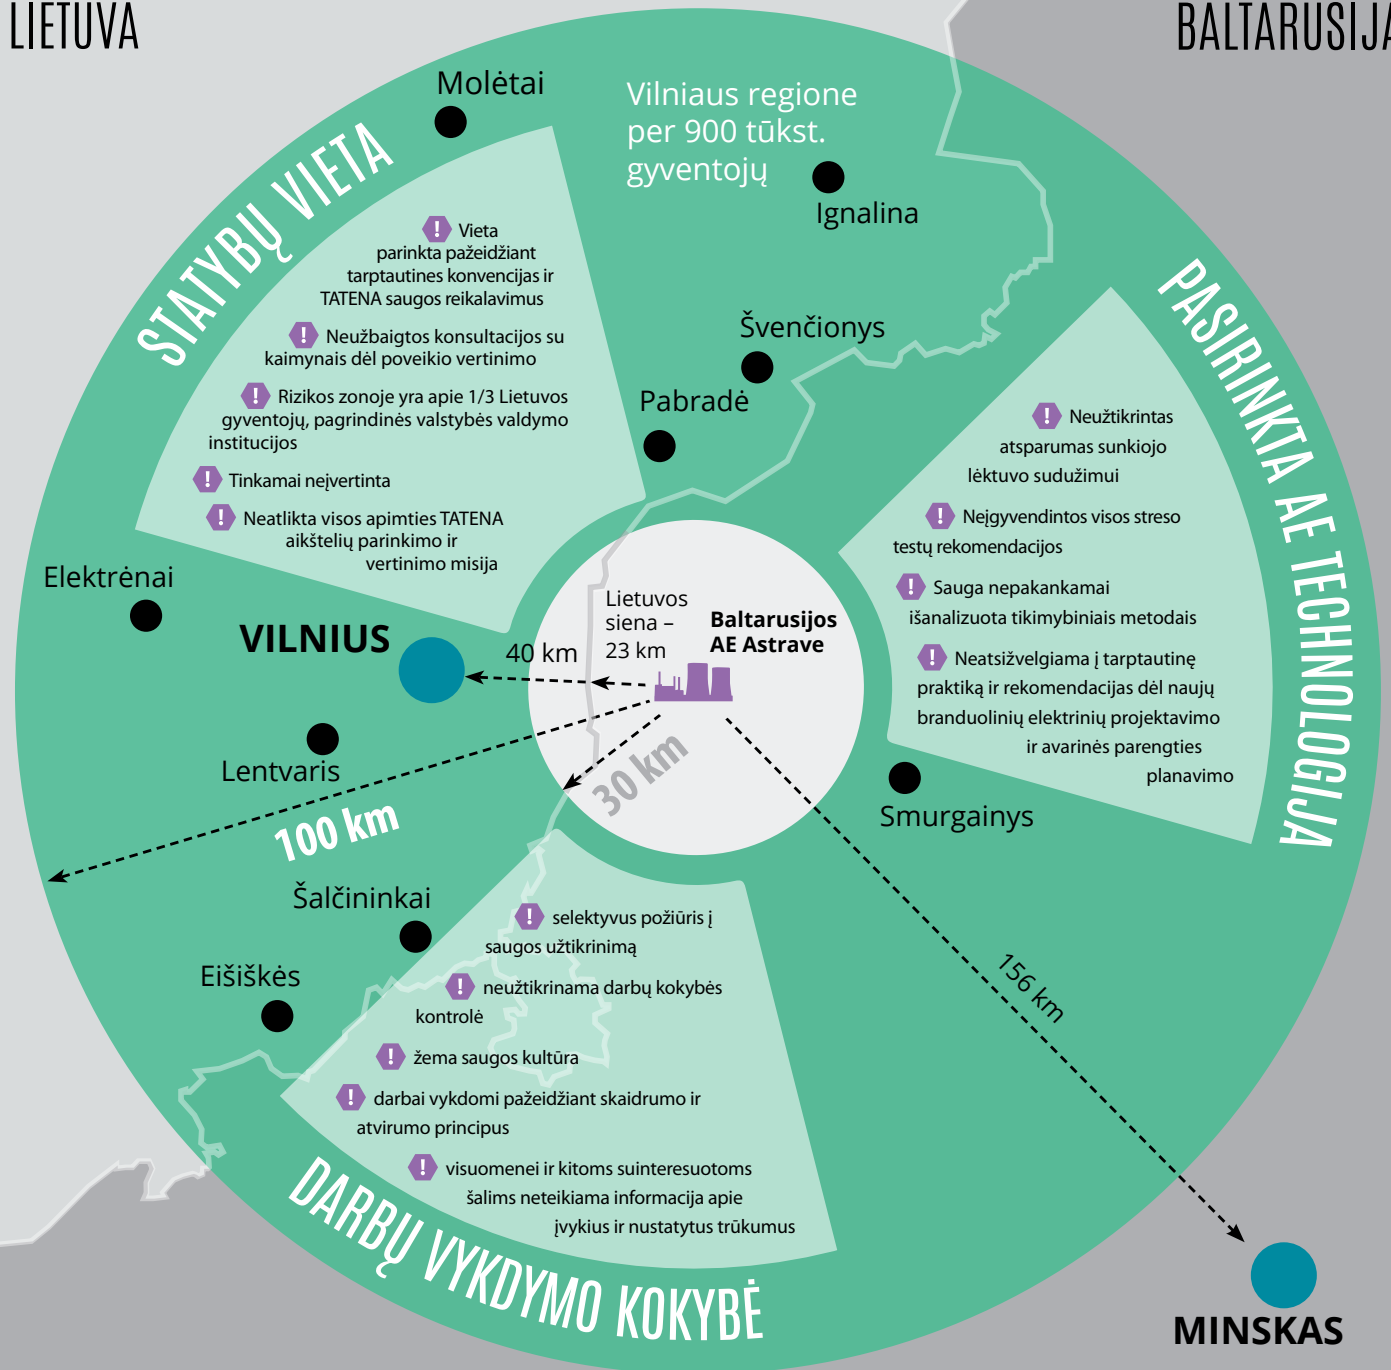 LIETUVA
BALTARUSIJA
Molėtai
Vilniaus regione
per 900 tūkst.
gyventojų
Ignalina
Švenčionys
Pabradė
STATYBŲ VIETA
! Vieta
parinkta pažeidžiant
tarptautines konvencijas ir
TATENA saugos reikalavimus
! Neužbaigtos konsultacijos su
kaimynais dėl poveikio vertinimo
! Rizikos zonoje yra apie 1/3 Lietuvos
gyventojų, pagrindinės valstybės valdymo
institucijos
! Tinkamai neįvertinta
! Neatlikta visos apimties TATENA
aikštelių parinkimo ir
vertinimo misija
PASIRINKTA AE TECHNOLOGIJA
! Neužtikrintas
atsparumas sunkiojo
lėktuvo sudužimui
! Neįgyvendintos visos streso
testų rekomendacijos
! Sauga nepakankamai
išanalizuota tikimybiniais metodais
! Neatsižvelgiama į tarptautinę
praktiką ir rekomendacijas dėl naujų
branduolinių elektrinių projektavimo
ir avarinės parengties
planavimo
Elektrėnai
VILNIUS
40 km
Lietuvos
siena –
23 km
Baltarusijos
AE Astrave
30 km
Lentvaris
100 km
Smurgainys
Šalčininkai
Eišiškės
156 km
! selektyvus požiūris į
saugos užtikrinimą
! neužtikrinama darbų kokybės
kontrolė
! žema saugos kultūra
! darbai vykdomi pažeidžiant skaidrumo ir
atvirumo principus
! visuomenei ir kitoms suinteresuotoms
šalims neteikiama informacija apie
įvykius ir nustatytus trūkumus
DARBŲ VYKDYMO KOKYBĖ
MINSKAS